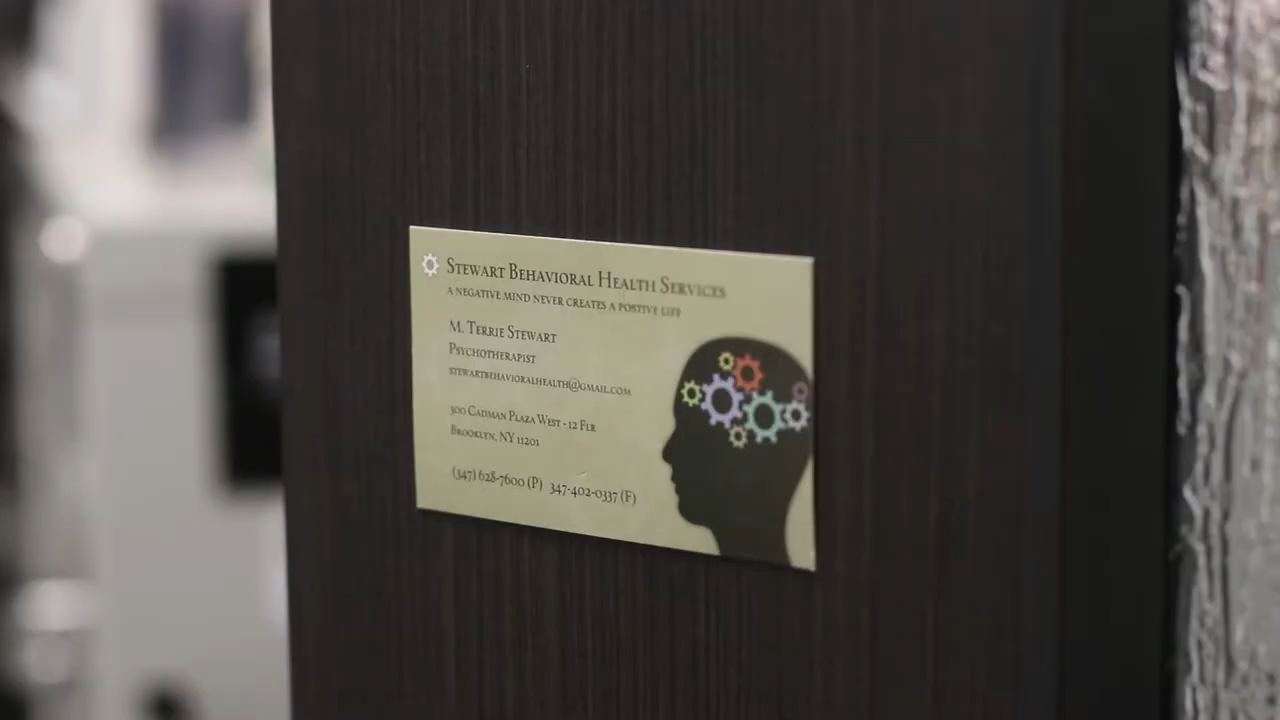 Stewart Behavioral Health Services
a negative mind never creates a postive life
M. Terrie Stewart
Psychotherapist
stewartbehavioralhealth@gmail.com
300 Cadman Plaza West - 12 Flr
Brooklyn, NY 11201
(347) 628-7600 (P) 347-402-0337 (F)